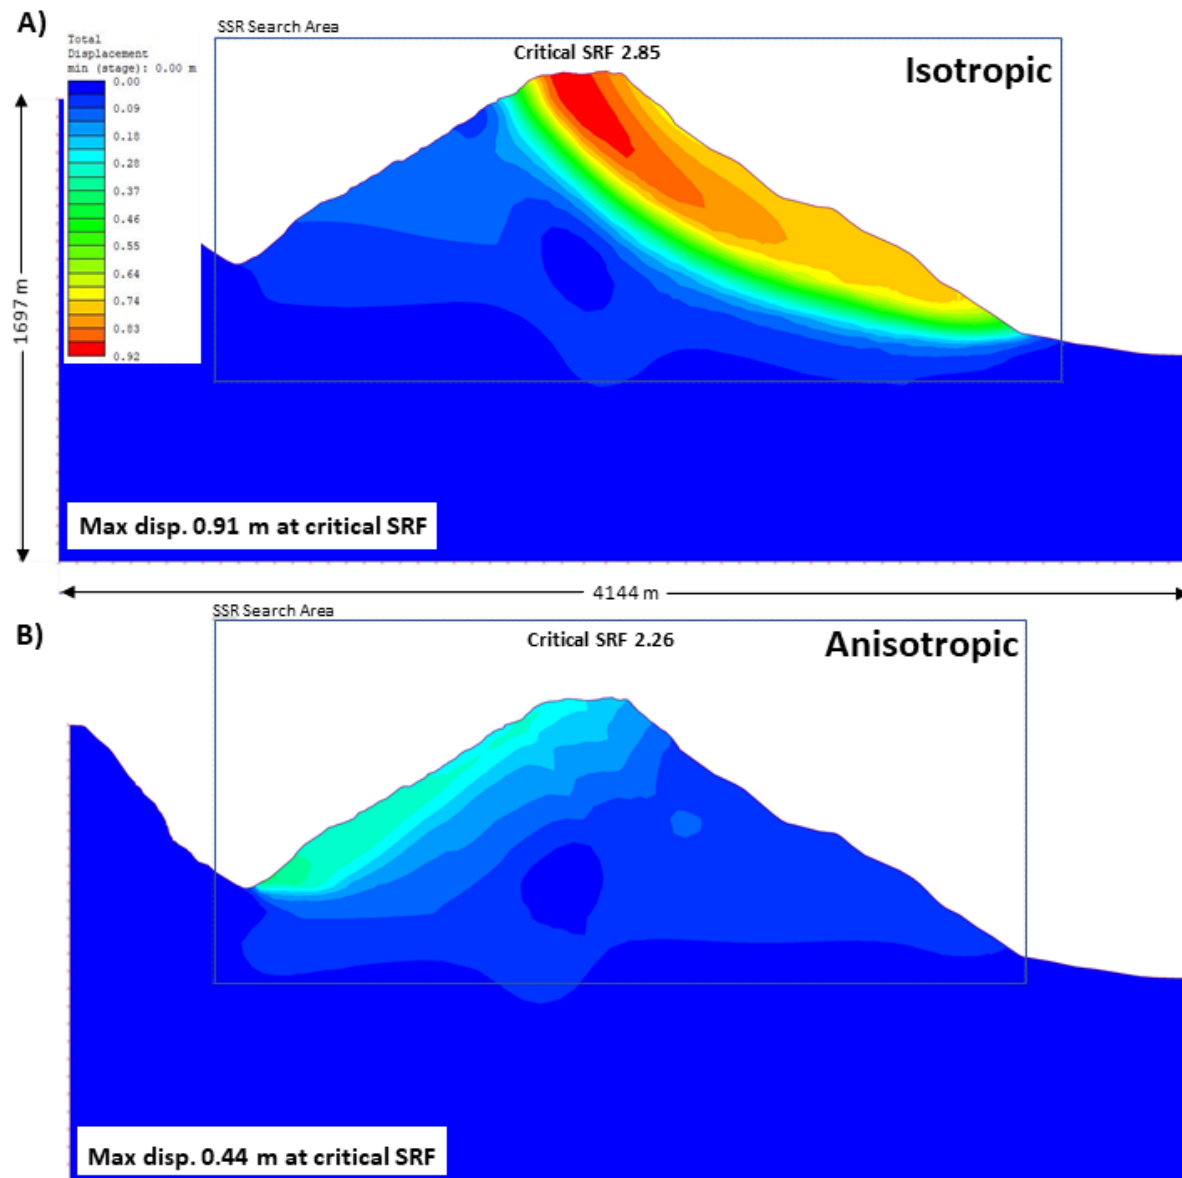 A)
SSR Search Area
Total
Displacement
min (stage): 0.00 m
0.00
0.09
0.18
0.28
0.37
0.46
0.55
0.64
0.74
0.83
0.92
Critical SRF 2.85
Isotropic
1697 m
Max disp. 0.91 m at critical SRF
4144 m
SSR Search Area
B)
Critical SRF 2.26
Anisotropic
Max disp. 0.44 m at critical SRF